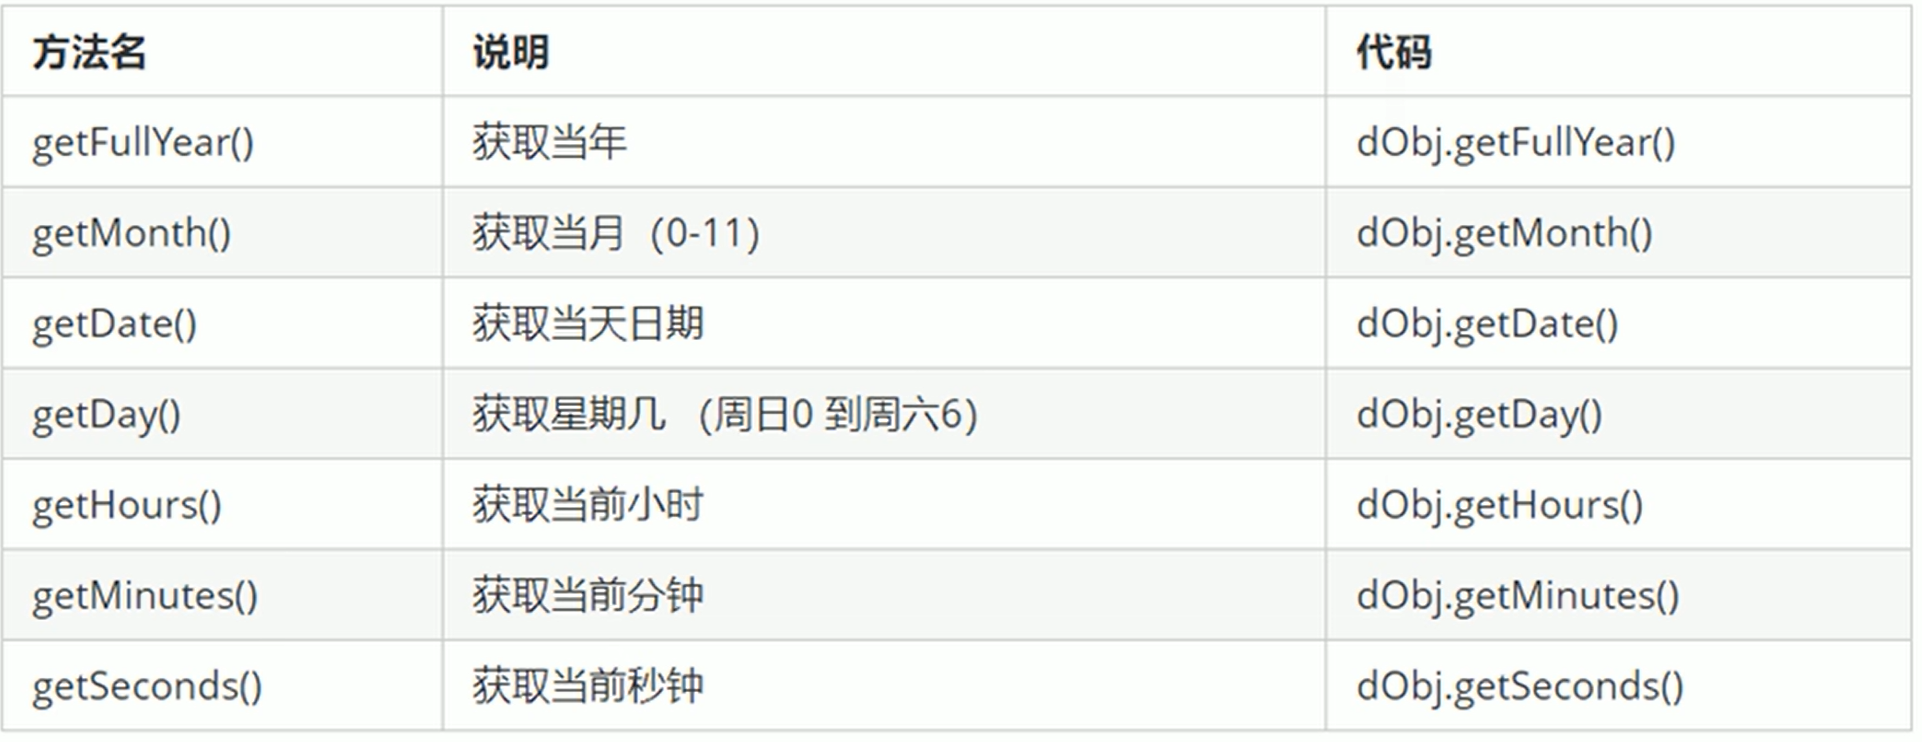 方法名 说明 代码
getFullYear() 获取当年 dObj.getFullYear()
getMonth() 获取当月（0-11） dObj.getMonth()
getDate() 获取当天日期 dObj.getDate()
getDay() 获取星期几 （周日0 到周六6） dObj.getDay()
getHours() 获取当前小时 dObj.getHours()
getMinutes() 获取当前分钟 dObj.getMinutes()
getSeconds() 获取当前秒钟 dObj.getSeconds()